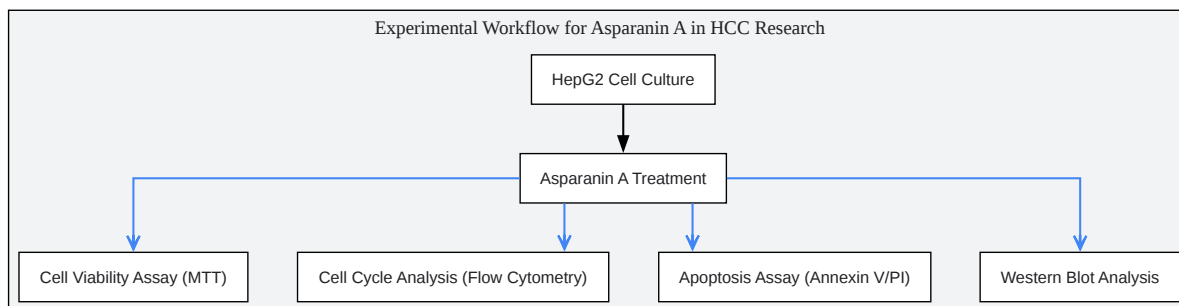 Experimental Workflow for Asparanin A in HCC Research
HepG2 Cell Culture
Asparanin A Treatment
Cell Viability Assay (MTT)
Cell Cycle Analysis (Flow Cytometry)
Apoptosis Assay (Annexin V/PI)
Western Blot Analysis